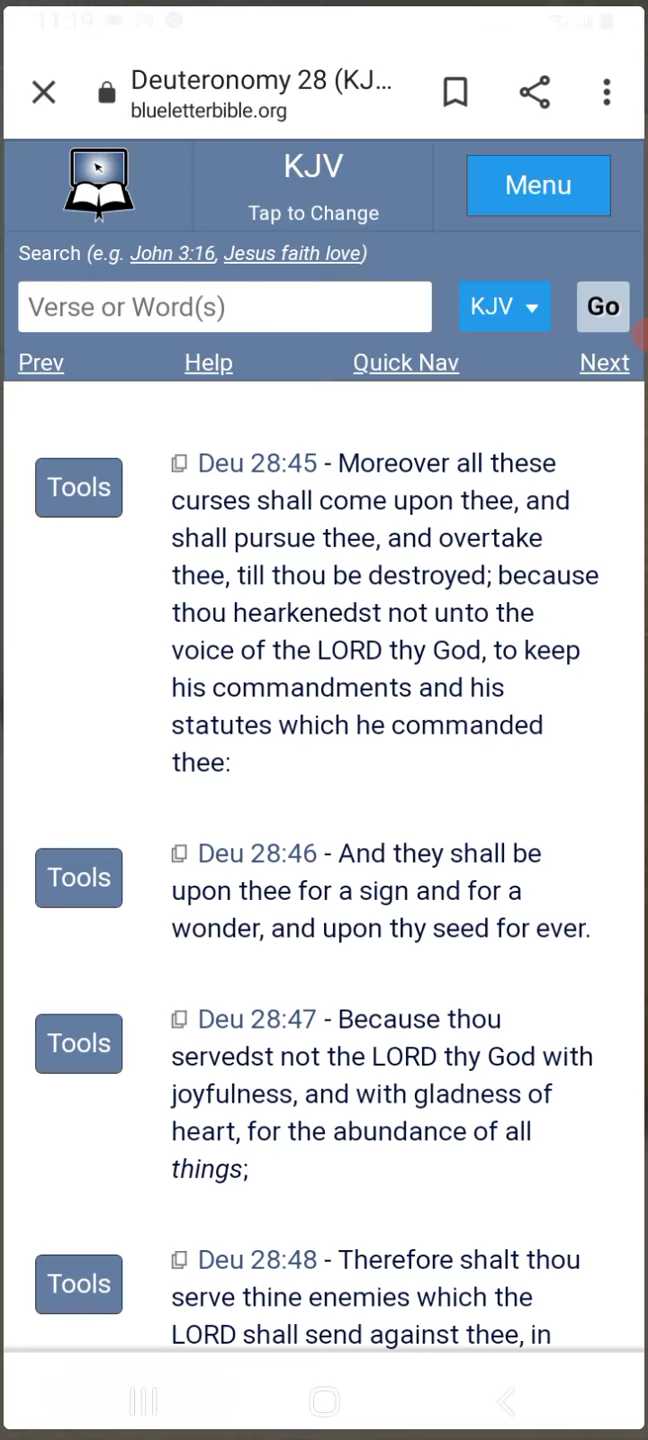 11:19
Deuteronomy 28 (KJ...
blueletterbible.org
KJV
Tap to Change
Menu
Search (e.g. John 3:16, Jesus faith love)
Verse or Word(s)
KJV
Go
Prev Help Quick Nav Next
Tools
Deu 28:45 - Moreover all these
curses shall come upon thee, and
shall pursue thee, and overtake
thee, till thou be destroyed; because
thou hearkenedst not unto the
voice of the LORD thy God, to keep
his commandments and his
statutes which he commanded
thee:
Tools
Deu 28:46 - And they shall be
upon thee for a sign and for a
wonder, and upon thy seed for ever.
Tools
Deu 28:47 - Because thou
servedst not the LORD thy God with
joyfulness, and with gladness of
heart, for the abundance of all
things;
Tools
Deu 28:48 - Therefore shalt thou
serve thine enemies which the
LORD shall send against thee, in